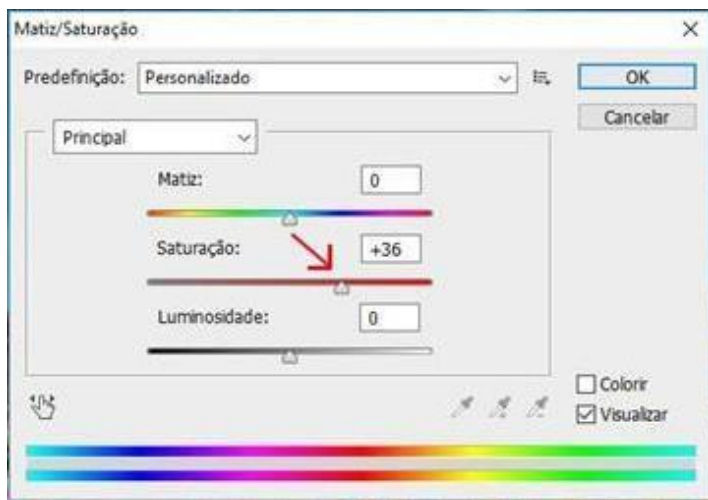 Matiz/Saturação
Predefinição: Personalizado
OK
Cancelar
Principal
Matiz: 0
Saturação: +36
Luminosidade: 0
Colorir
Visualizar